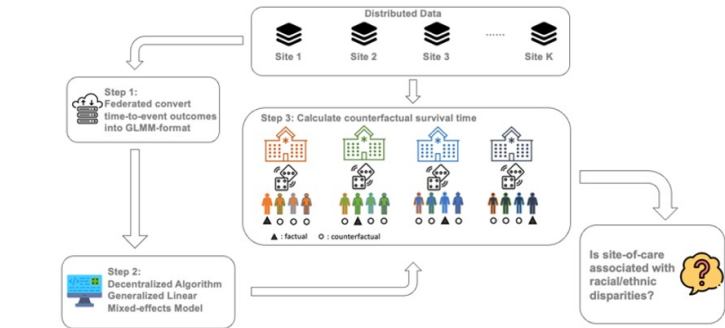 Distributed Data
Site 1
Site 2
Site 3
......
Site K
Step 1:
Federated convert
time-to-event outcomes
into GLMM-format
Step 3: Calculate counterfactual survival time
: factual
: counterfactual
Step 2:
Decentralized Algorithm
Generalized Linear
Mixed-effects Model
Is site-of-care
associated with
racial/ethnic
disparities?